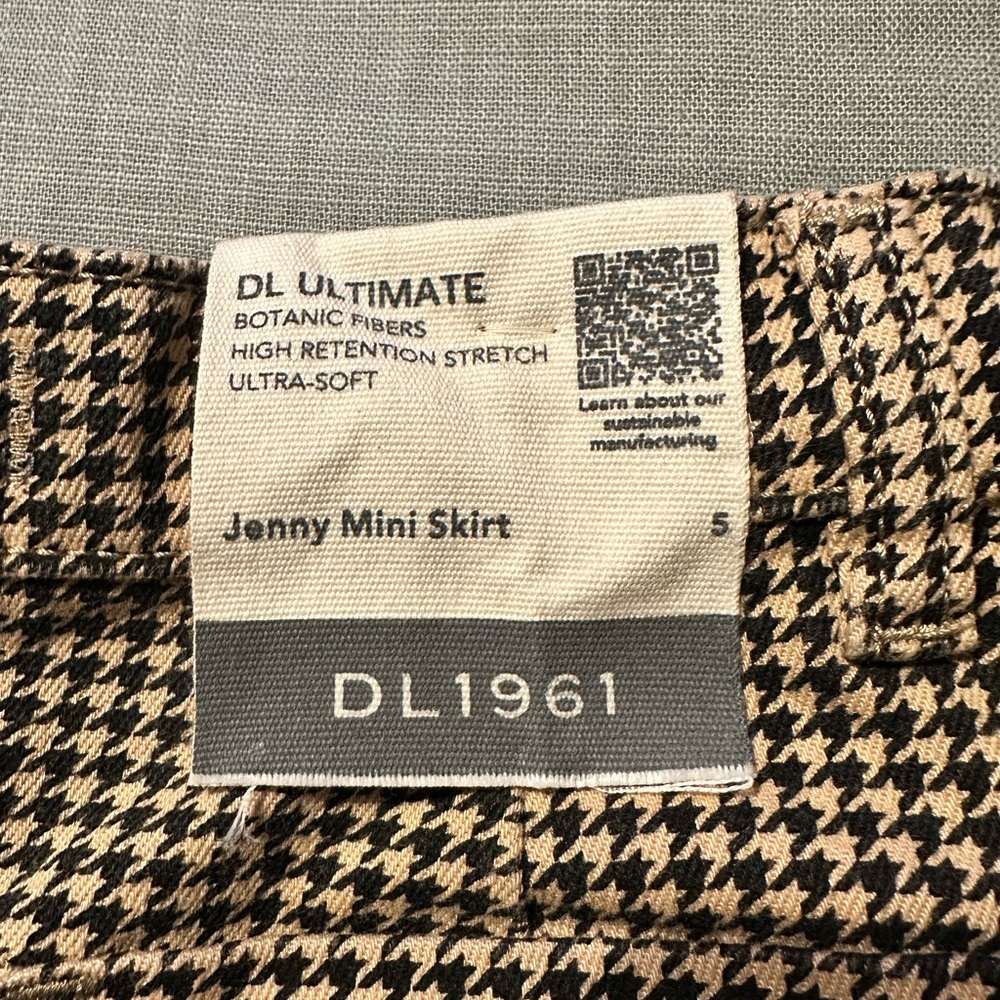 DL ULTIMATE
BOTANIC FIBERS
HIGH RETENTION STRETCH
ULTRA-SOFT
Learn about our
sustainable
manufacturing
Jenny Mini Skirt 5
DL1961